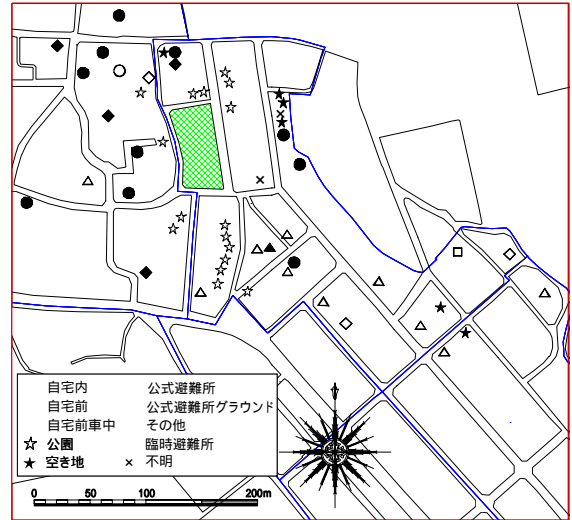 自宅内 公式避難所
自宅前 公式避難所グラウンド
自宅前車中 その他
☆ 公園 臨時避難所
★ 空き地 × 不明
0 50 100 200m